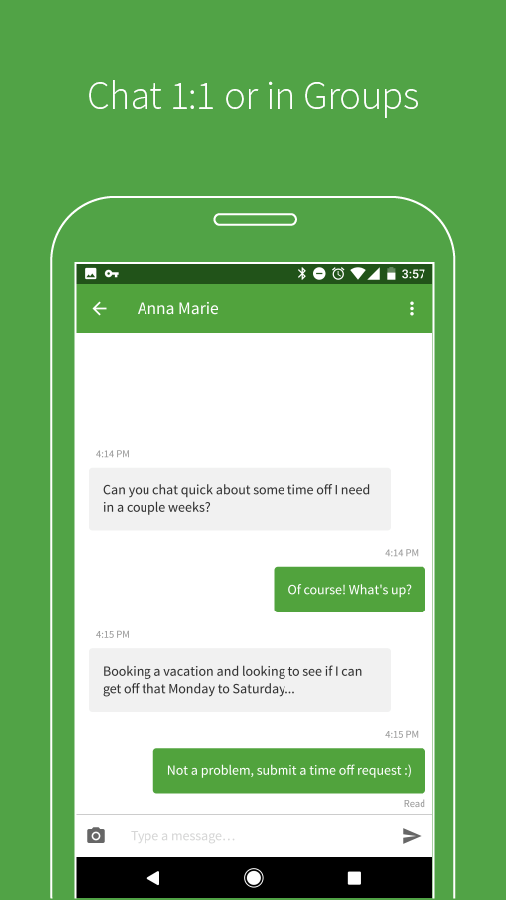 Chat 1:1 or in Groups
3:57
Anna Marie
4:14 PM
Can you chat quick about some time off I need
in a couple weeks?
4:14 PM
Of course! What's up?
4:15 PM
Booking a vacation and looking to see if I can
get off that Monday to Saturday...
4:15 PM
Not a problem, submit a time off request :)
Read
Type a message...